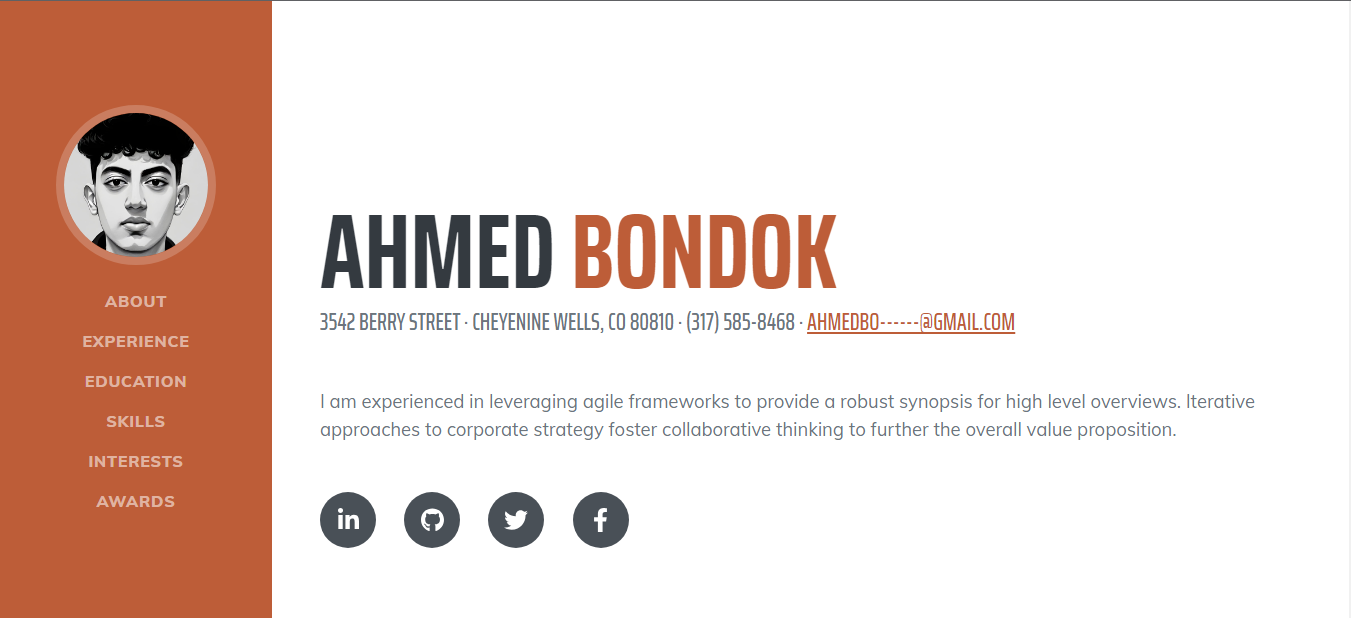 ABOUT
EXPERIENCE
EDUCATION
SKILLS
INTERESTS
AWARDS
AHMED BONDOK
3542 BERRY STREET · CHEYENINE WELLS, CO 80810 · (317) 585-8468 · AHMEDBO------@GMAIL.COM
I am experienced in leveraging agile frameworks to provide a robust synopsis for high level overviews. Iterative
approaches to corporate strategy foster collaborative thinking to further the overall value proposition.
in